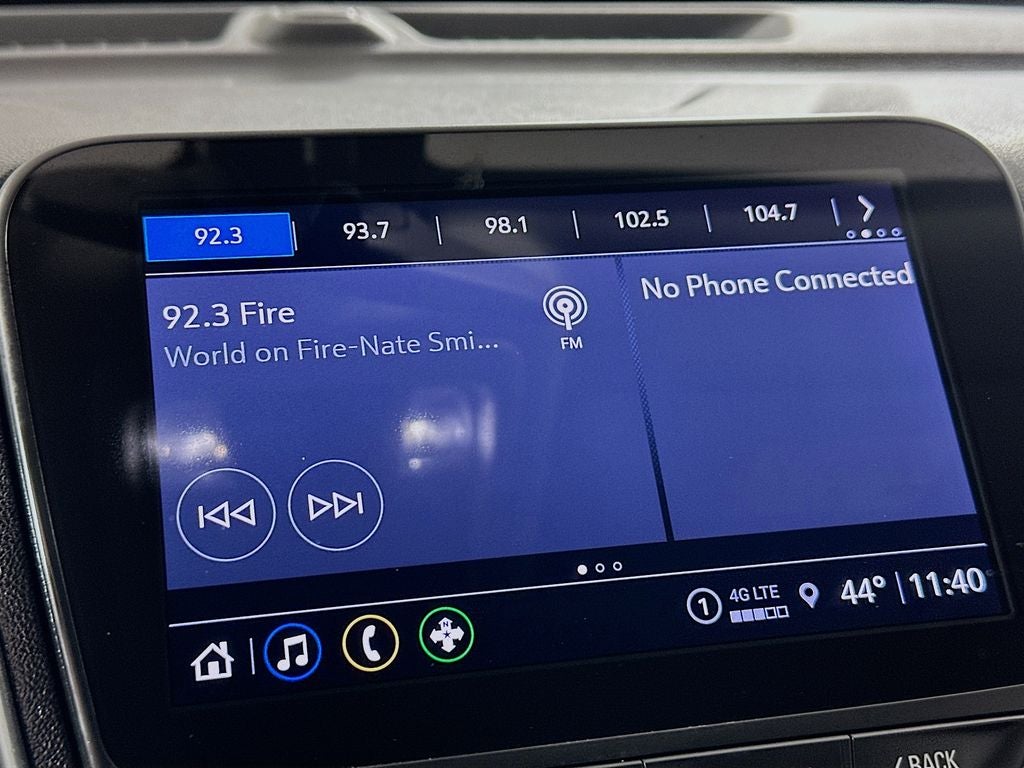 92.3 93.7 98.1 102.5 104.7
92.3 Fire
World on Fire-Nate Smi...
FM
No Phone Connected
1 4G LTE 44° 11:40
N
BACK